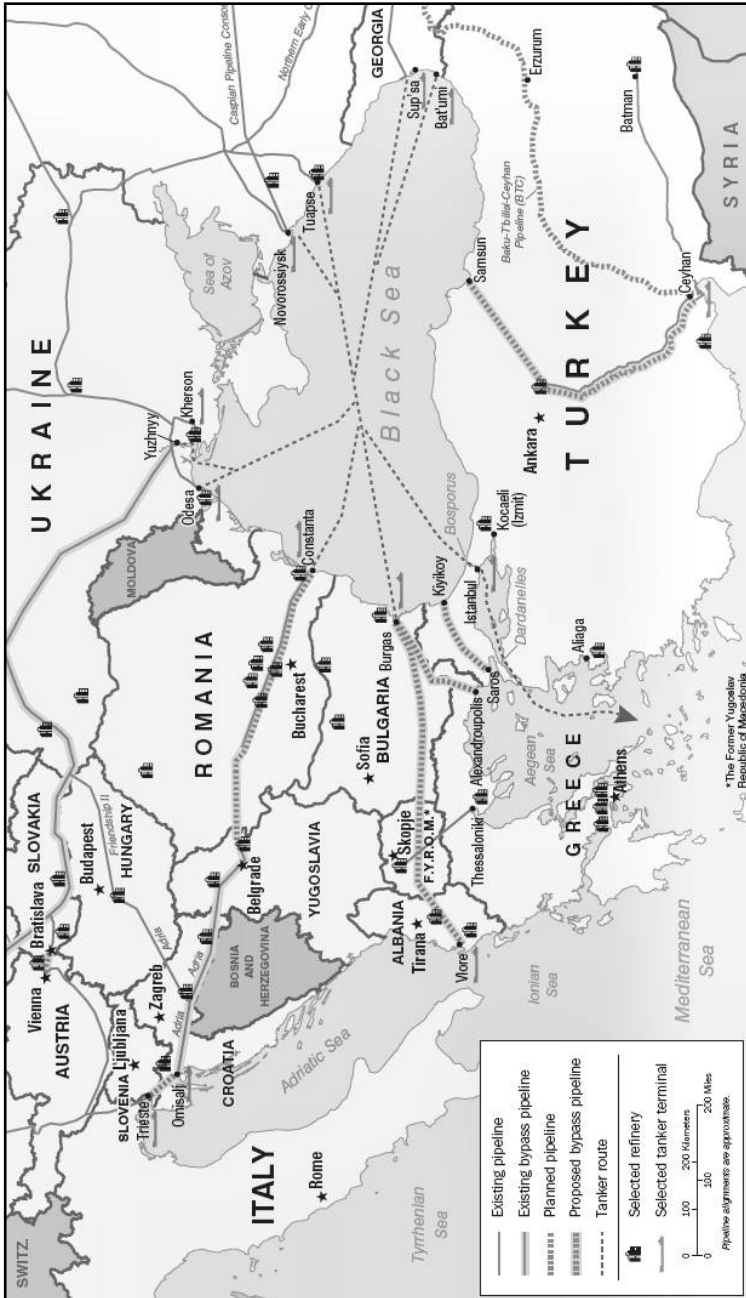 SWITZ.
AUSTRIA
Vienna
Bratislava
SLOVAKIA
Budapest
HUNGARY
Friendship II
UKRAINE
MOLDOVA
Yuzhnyy
Kherson
Odesa
Sea of
Azov
Caspian Pipeline Conso
Northern Early O
Novorossiysk
Tuapse
GEORGIA
Sup'sa
Bat'umi
SLOVENIA
Ljubljana
Zagreb
Trieste
Omisalj
CROATIA
Adria
Adria
Adria
BOSNIA
AND
HERZEGOVINA
Belgrade
YUGOSLAVIA
ROMANIA
Bucharest
Constanta
Black Sea
ITALY
Rome
Adriatic Sea
Tyrrhenian
Sea
ALBANIA
Tirana
Vlore
Skopje
F.Y.R.O.M.*
Sofia
BULGARIA
Burgas
Kiyikoy
Bosporus
Istanbul
Kocaeli
(Izmit)
Dardanelles
Saros
Alexandroupolis
Thessaloniki
Aegean
Sea
GREECE
Athens
Aliaga
Ionian
Sea
Mediterranean
Sea
TURKEY
Ankara
Samsun
Ceyhan
Baku-T'bilisi-Ceyhan
Pipeline (BTC)
Erzurum
Batman
SYRIA
*The Former Yugoslav
Republic of Macedonia
Existing pipeline
Existing bypass pipeline
Planned pipeline
Proposed bypass pipeline
Tanker route
Selected refinery
Selected tanker terminal
0 100 200 Kilometers
0 100 200 Miles
Pipeline alignments are approximate.